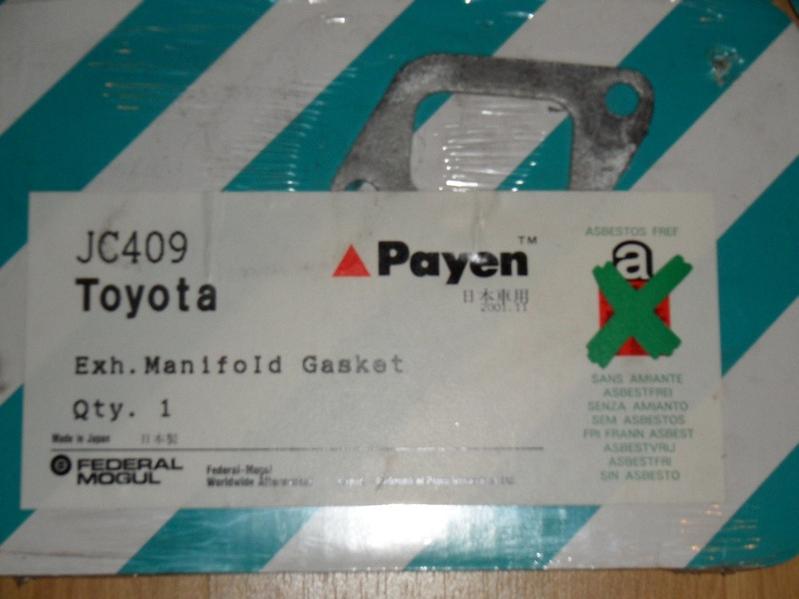 JC409
Toyota
Payen™
日本車用
2001.11
Exh.Manifold Gasket
Qty. 1
Made in Japan 日本製
FEDERAL
MOGUL
Federal-Mogul
Worldwide
ASBESTOS FREE
a
SANS AMIANTE
ASBESTFREI
SENZA AMIANTO
SEM ASBESTOS
FRI FRANN ASBEST
ASBESTVRIJ
ASBESTFRI
SIN ASBESTO